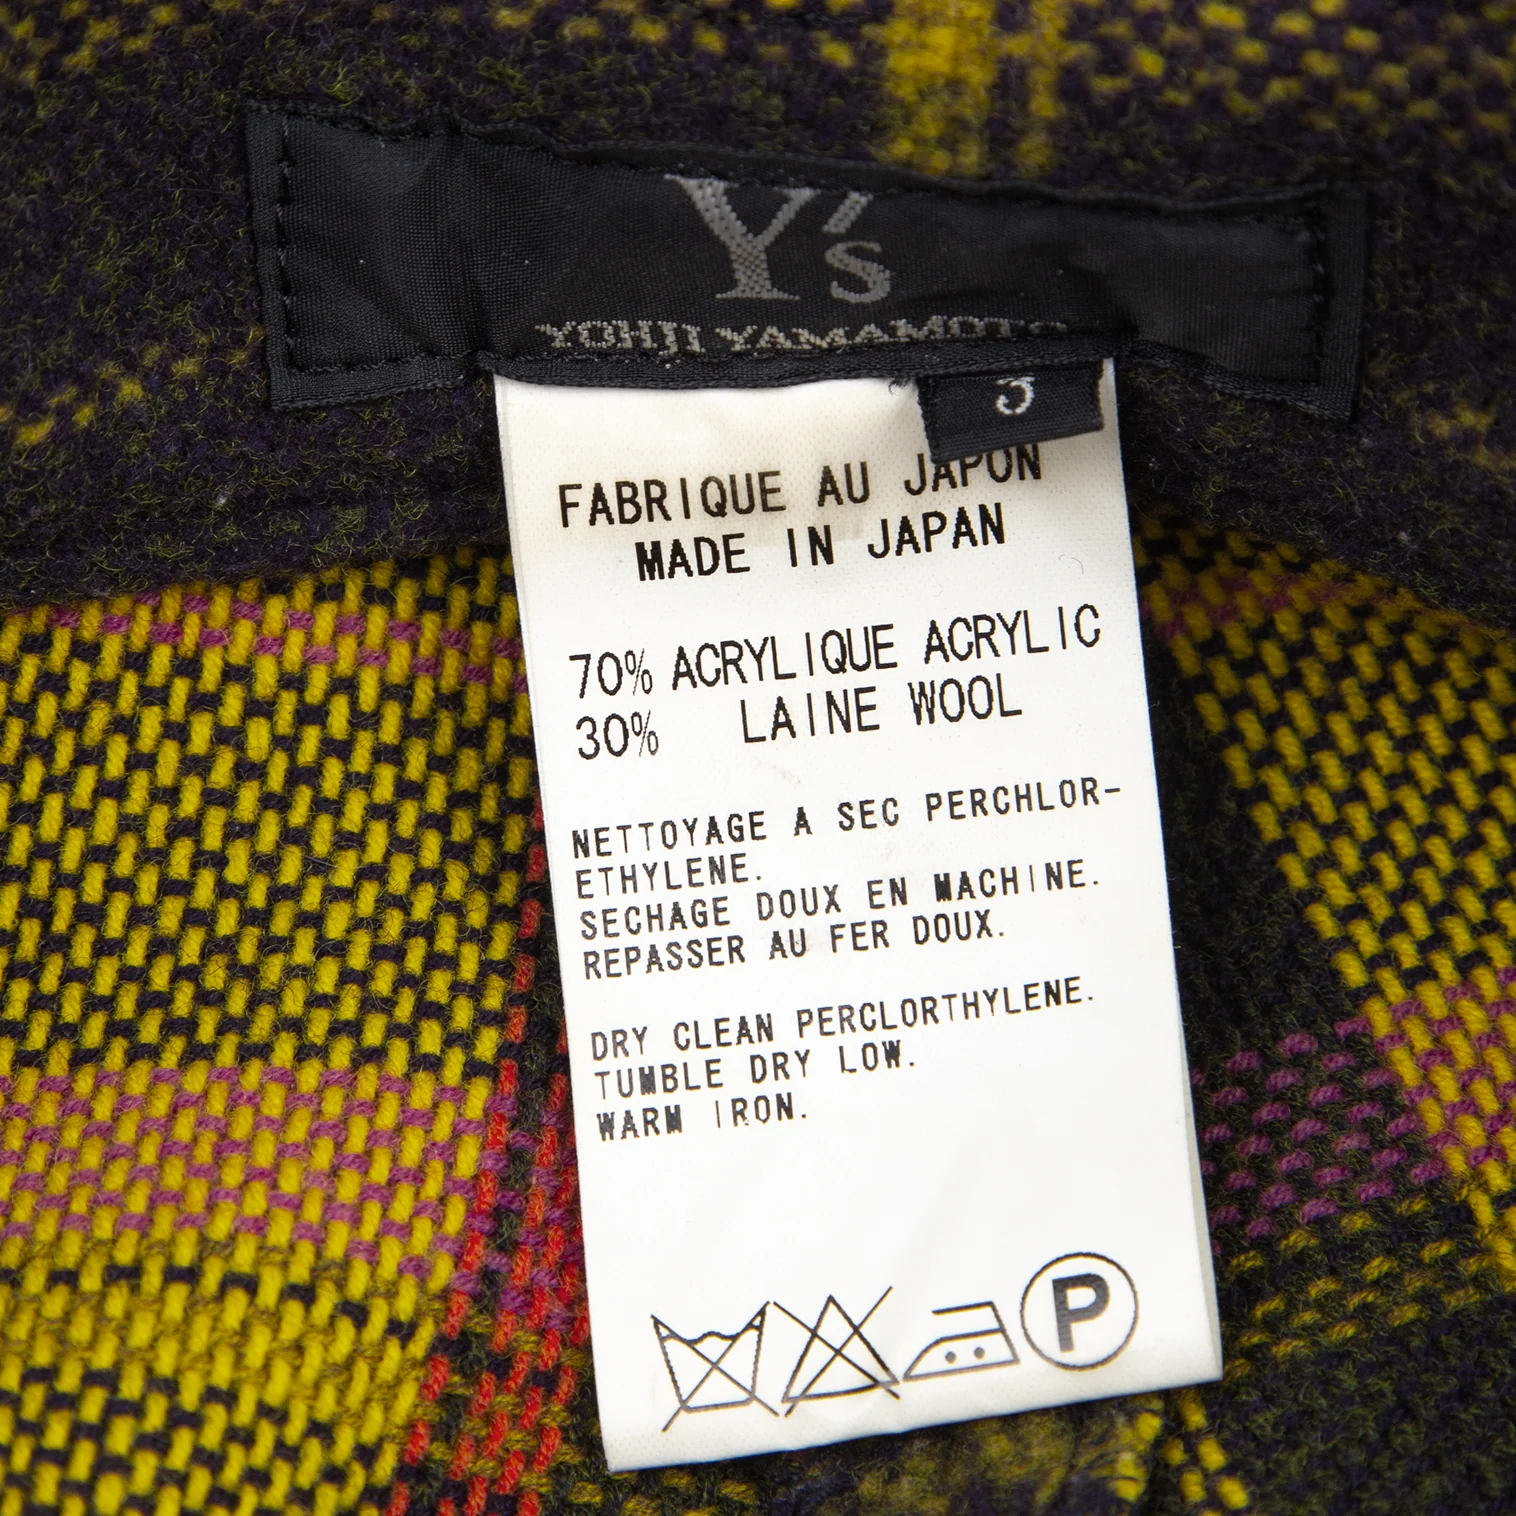 Y's
YOHJI YAMAMOTO
3
FABRIQUE AU JAPON
MADE IN JAPAN
70% ACRYLIQUE ACRYLIC
30% LAINE WOOL
NETTOYAGE A SEC PERCHLOR-
ETHYLENE.
SECHAGE DOUX EN MACHINE.
REPASSER AU FER DOUX.
DRY CLEAN PERCLORTHYLENE.
TUMBLE DRY LOW.
WARM IRON.
P